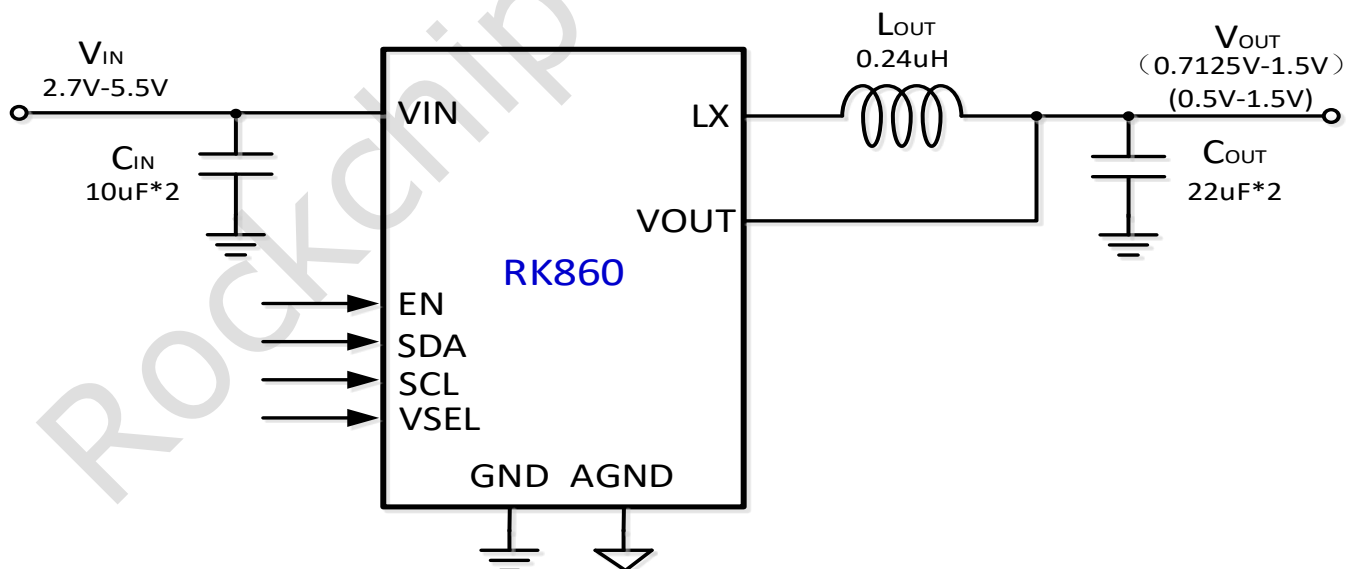 VIN
2.7V-5.5V
CIN
10uF*2
VIN
EN
SDA
SCL
VSEL
GND AGND
RK860
LX
VOUT
LOUT
0.24uH
VOUT
（0.7125V-1.5V）
(0.5V-1.5V)
COUT
22uF*2
Rockchip